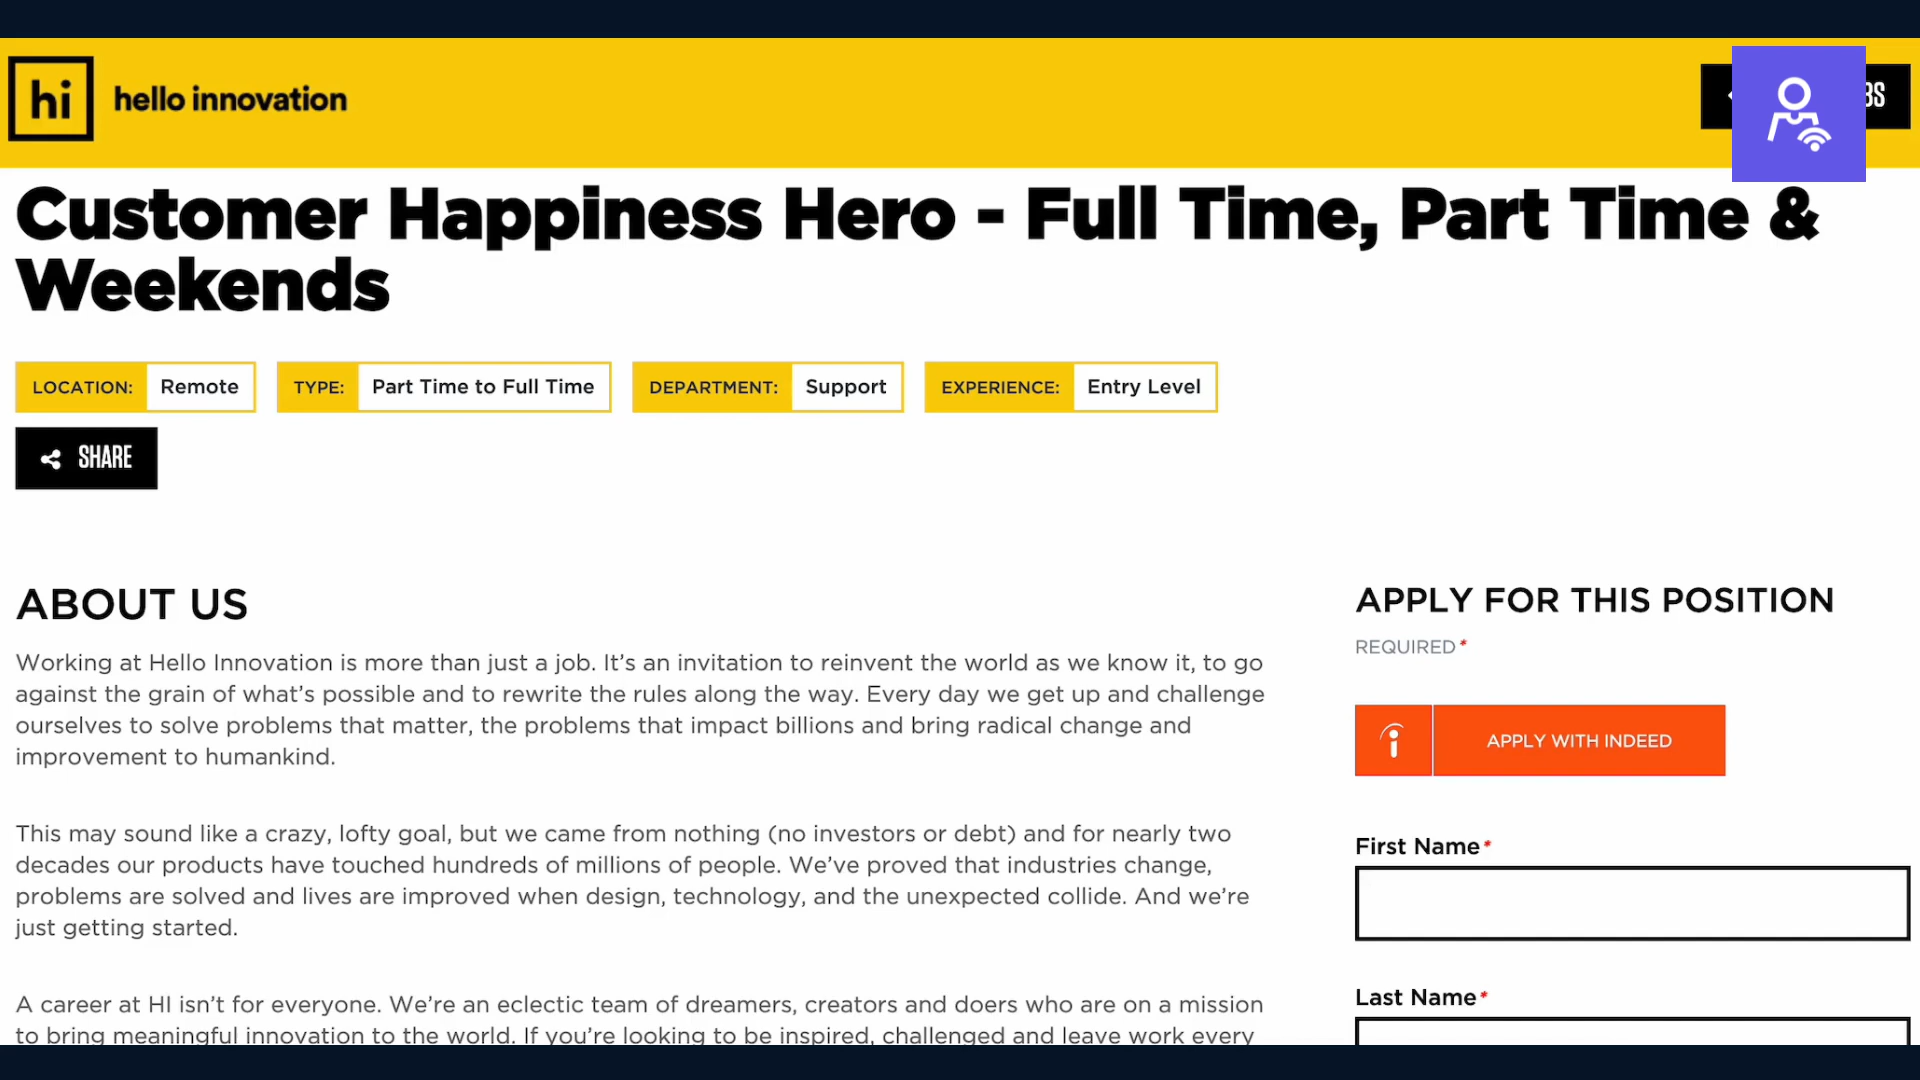 hi hello innovation
Customer Happiness Hero - Full Time, Part Time &
Weekends
LOCATION: Remote TYPE: Part Time to Full Time DEPARTMENT: Support EXPERIENCE: Entry Level
SHARE
ABOUT US
Working at Hello Innovation is more than just a job. It’s an invitation to reinvent the world as we know it, to go
against the grain of what’s possible and to rewrite the rules along the way. Every day we get up and challenge
ourselves to solve problems that matter, the problems that impact billions and bring radical change and
improvement to humankind.
This may sound like a crazy, lofty goal, but we came from nothing (no investors or debt) and for nearly two
decades our products have touched hundreds of millions of people. We’ve proved that industries change,
problems are solved and lives are improved when design, technology, and the unexpected collide. And we’re
just getting started.
A career at HI isn’t for everyone. We’re an eclectic team of dreamers, creators and doers who are on a mission
to bring meaningful innovation to the world. If you’re looking to be inspired, challenged and leave work every
APPLY FOR THIS POSITION
REQUIRED *
APPLY WITH INDEED
First Name *
Last Name *